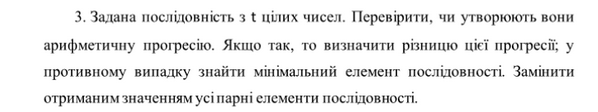 3. Задана послідовність з t цілих чисел. Перевірити, чи утворюють вони
арифметичну прогресію. Якщо так, то визначити різницю цієї прогресії; у
противному випадку знайти мінімальний елемент послідовності. Замінити
отриманим значенням усі парні елементи послідовності.